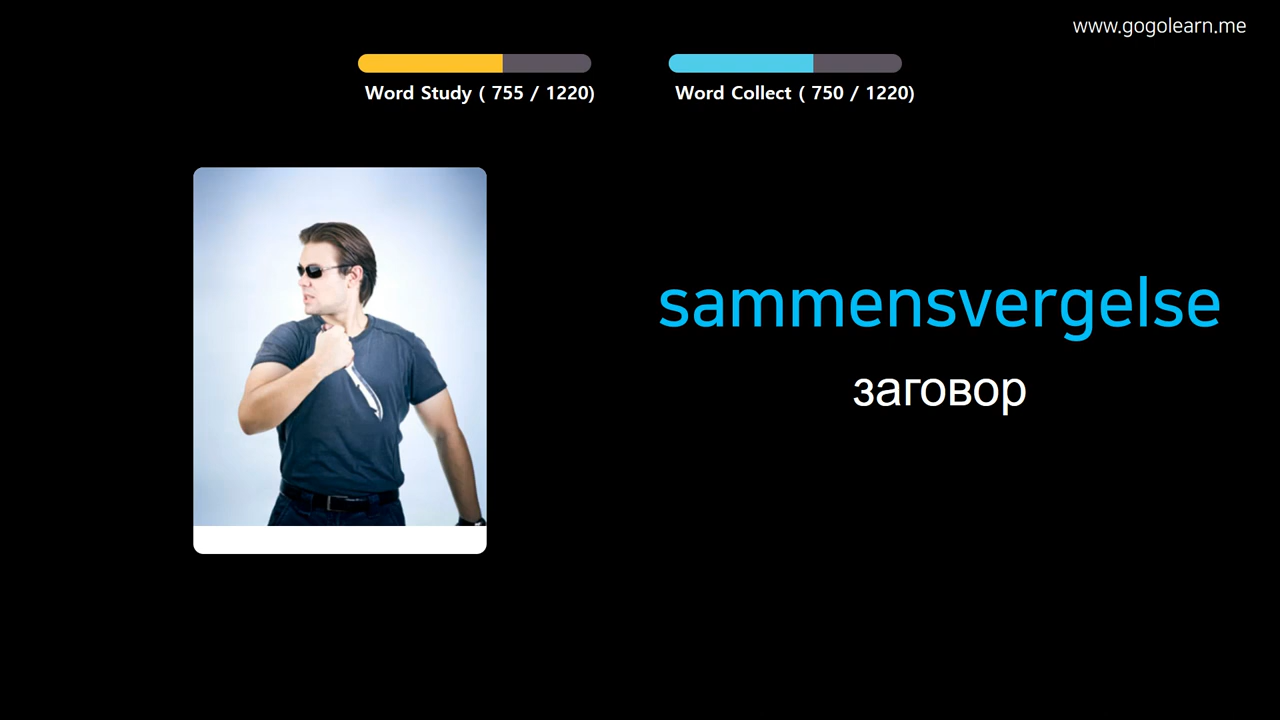 www.gogolearn.me
Word Study ( 755 / 1220)
Word Collect ( 750 / 1220)
sammensvergelse
заговор